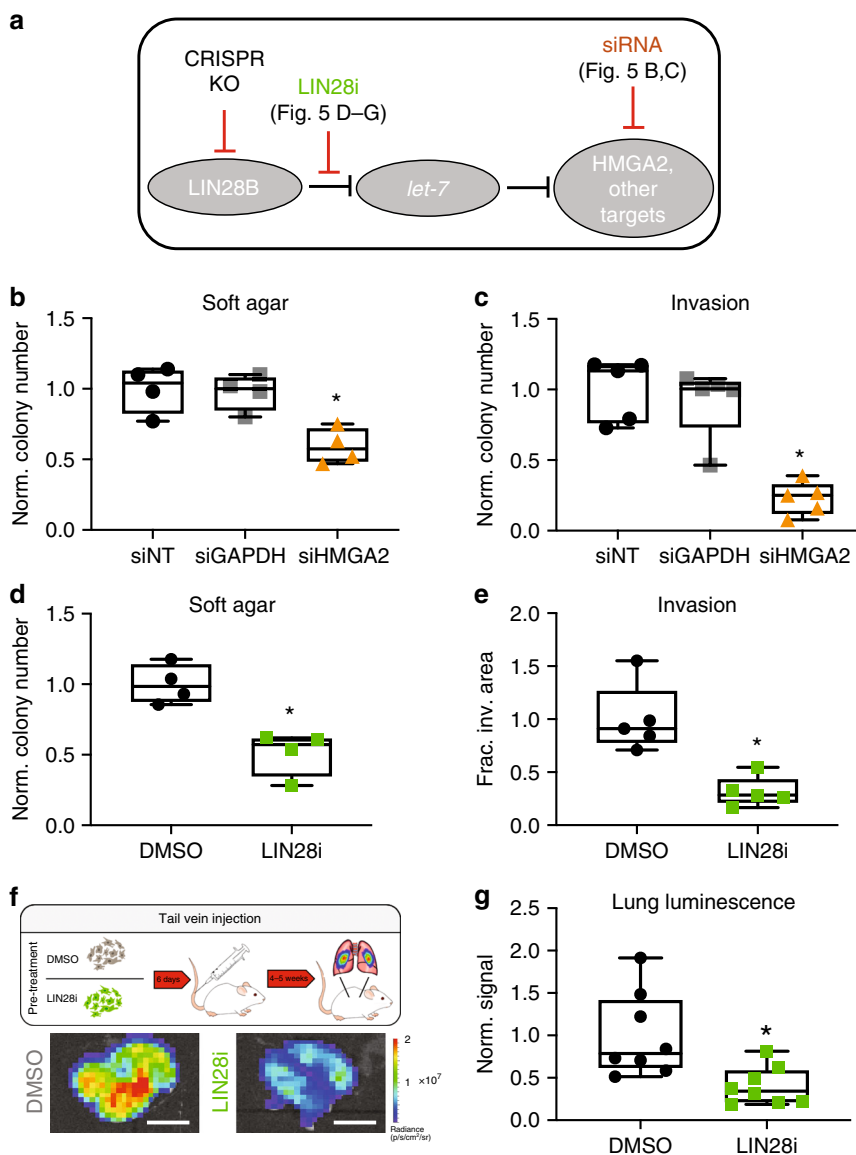 a
CRISPR
KO
LIN28i
(Fig. 5 D–G)
siRNA
(Fig. 5 B,C)
LIN28B
let-7
HMGA2,
other
targets
b
Soft agar
Norm. colony number
1.5
1.0
0.5
0.0
*
siNT
siGAPDH
siHMGA2
c
Invasion
Norm. colony number
1.5
1.0
0.5
0.0
*
siNT
siGAPDH
siHMGA2
d
Soft agar
Norm. colony number
1.5
1.0
0.5
0.0
*
DMSO
LIN28i
e
Invasion
Frac. inv. area
2.0
1.5
1.0
0.5
0.0
*
DMSO
LIN28i
f
Tail vein injection
Pre-treatment
DMSO
LIN28i
6 days
4–5 weeks
DMSO
LIN28i
2
1
×10⁷
Radiance
(p/s/cm²/sr)
g
Lung luminescence
Norm. signal
2.5
2.0
1.5
1.0
0.5
0.0
*
DMSO
LIN28i